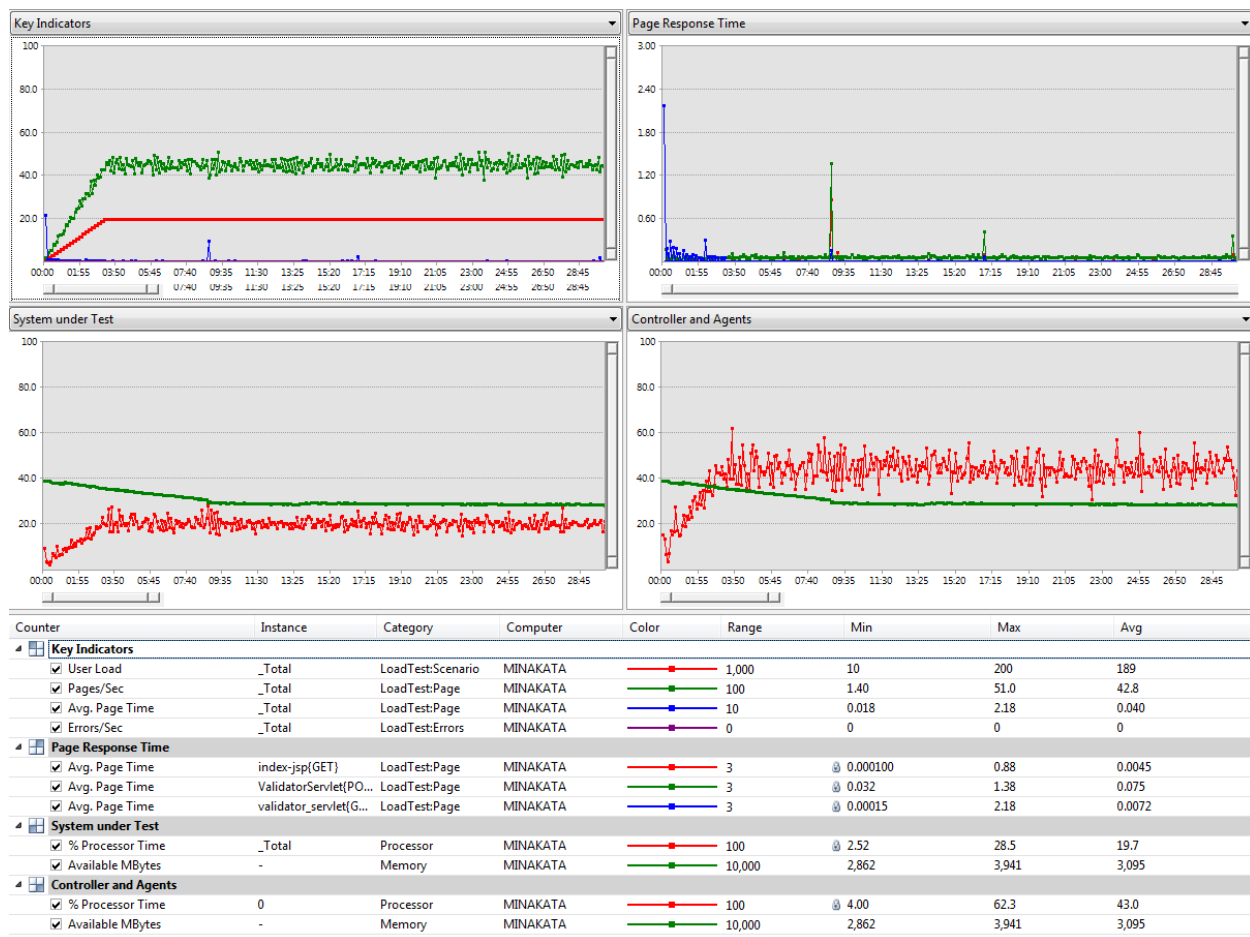 Key Indicators
100
80.0
60.0
40.0
20.0
00:00 01:55 03:50 05:45 07:40 09:35 11:30 13:25 15:20 17:15 19:10 21:05 23:00 24:55 26:50 28:45
07:40 09:35 11:30 13:25 15:20 17:15 19:10 21:05 23:00 24:55 26:50 28:45
Page Response Time
3.00
2.40
1.80
1.20
0.60
00:00 01:55 03:50 05:45 07:40 09:35 11:30 13:25 15:20 17:15 19:10 21:05 23:00 24:55 26:50 28:45
System under Test
100
80.0
60.0
40.0
20.0
00:00 01:55 03:50 05:45 07:40 09:35 11:30 13:25 15:20 17:15 19:10 21:05 23:00 24:55 26:50 28:45
Controller and Agents
100
80.0
60.0
40.0
20.0
00:00 01:55 03:50 05:45 07:40 09:35 11:30 13:25 15:20 17:15 19:10 21:05 23:00 24:55 26:50 28:45
Counter Instance Category Computer Color Range Min Max Avg
Key Indicators
User Load _Total LoadTest:Scenario MINAKATA 1,000 10 200 189
Pages/Sec _Total LoadTest:Page MINAKATA 100 1.40 51.0 42.8
Avg. Page Time _Total LoadTest:Page MINAKATA 10 0.018 2.18 0.040
Errors/Sec _Total LoadTest:Errors MINAKATA 0 0 0 0
Page Response Time
Avg. Page Time index-jsp{GET} LoadTest:Page MINAKATA 3 0.000100 0.88 0.0045
Avg. Page Time ValidatorServlet{PO... LoadTest:Page MINAKATA 3 0.032 1.38 0.075
Avg. Page Time validator_servlet{G... LoadTest:Page MINAKATA 3 0.00015 2.18 0.0072
System under Test
% Processor Time _Total Processor MINAKATA 100 2.52 28.5 19.7
Available MBytes - Memory MINAKATA 10,000 2,862 3,941 3,095
Controller and Agents
% Processor Time 0 Processor MINAKATA 100 4.00 62.3 43.0
Available MBytes - Memory MINAKATA 10,000 2,862 3,941 3,095